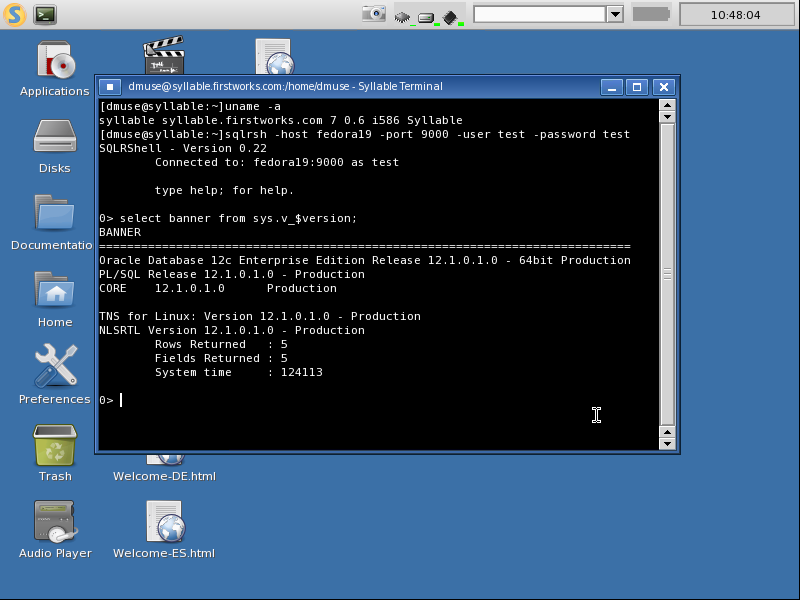 10:48:04
Applications
Disks
Documentatio
Home
Preferences
Trash
Audio Player
Welcome-DE.html
Welcome-ES.html
dmuse@syllable.firstworks.com:/home/dmuse - Syllable Terminal
[dmuse@syllable:~]uname -a
syllable syllable.firstworks.com 7 0.6 i586 Syllable
[dmuse@syllable:~]sqlrsh -host fedora19 -port 9000 -user test -password test
SQLRShell - Version 0.22
Connected to: fedora19:9000 as test
type help; for help.
0> select banner from sys.v_$version;
BANNER
============================================================================
Oracle Database 12c Enterprise Edition Release 12.1.0.1.0 - 64bit Production
PL/SQL Release 12.1.0.1.0 - Production
CORE 12.1.0.1.0 Production
TNS for Linux: Version 12.1.0.1.0 - Production
NLSRTL Version 12.1.0.1.0 - Production
Rows Returned : 5
Fields Returned : 5
System time : 124113
0>